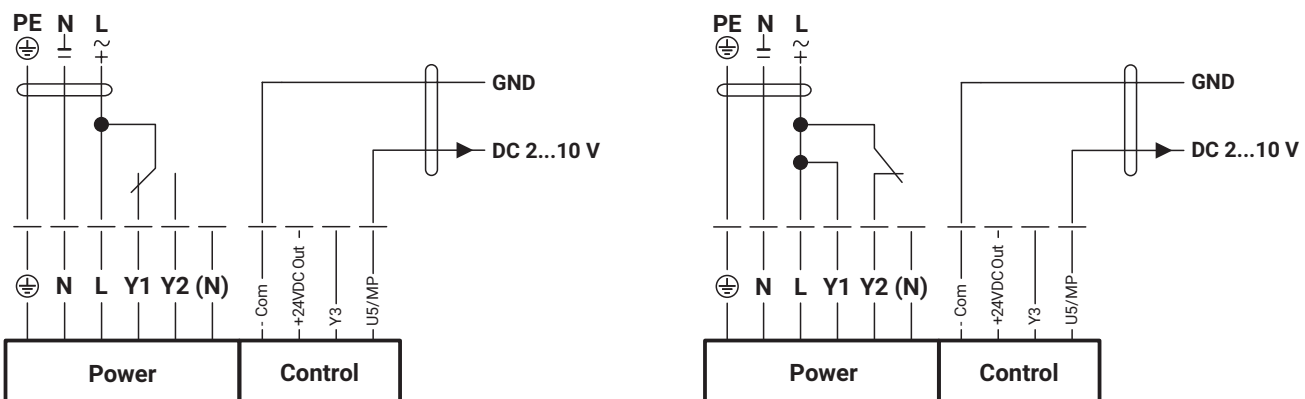 PE N L
GND
DC 2...10 V
N L Y1 Y2 (N)
- Com
+24VDC Out
Y3
U5/MP
Power
Control
PE N L
GND
DC 2...10 V
N L Y1 Y2 (N)
- Com
+24VDC Out
Y3
U5/MP
Power
Control